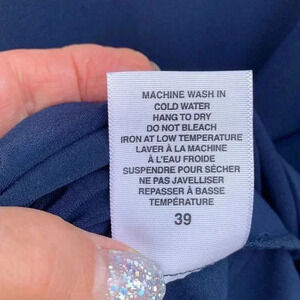 MACHINE WASH IN
COLD WATER
HANG TO DRY
DO NOT BLEACH
IRON AT LOW TEMPERATURE
LAVER À LA MACHINE
À L'EAU FROIDE
SUSPENDRE POUR SÉCHER
NE PAS JAVELLISER
REPASSER À BASSE
TEMPÉRATURE
39